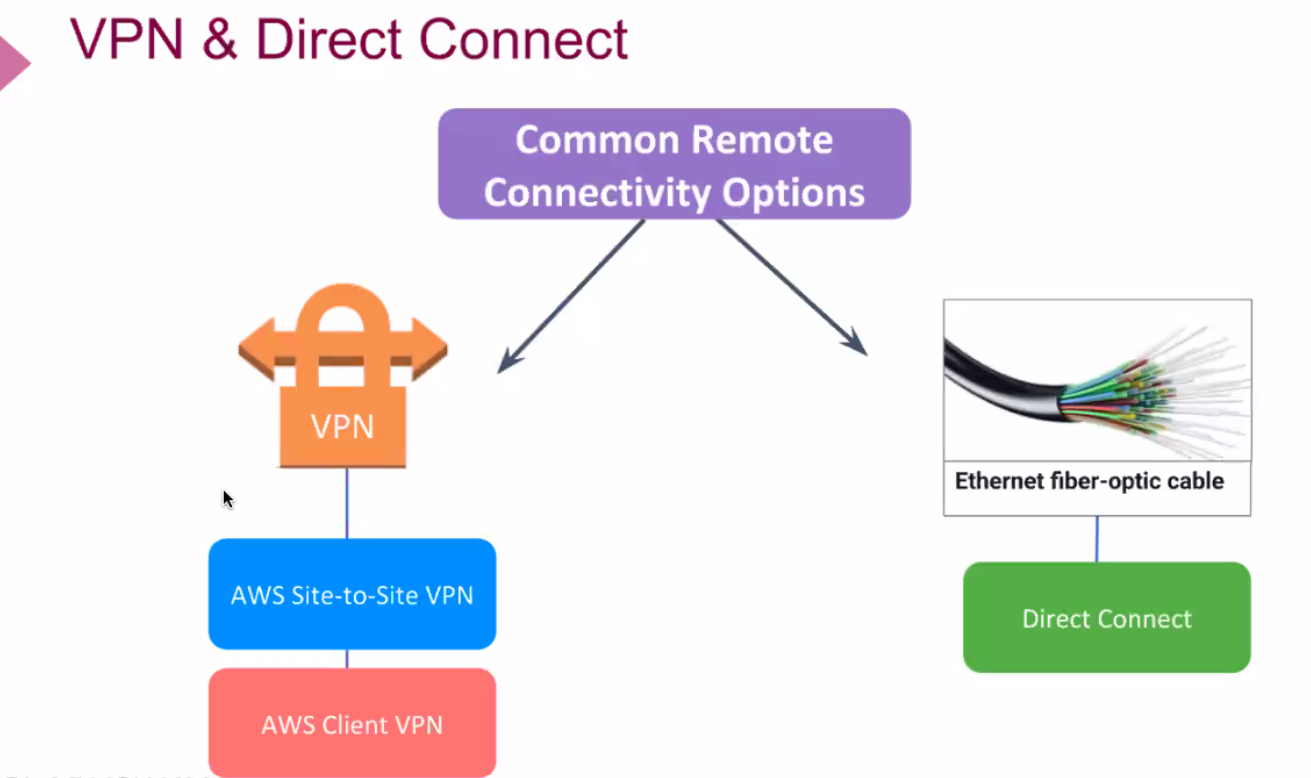 VPN & Direct Connect
Common Remote
Connectivity Options
VPN
Ethernet fiber-optic cable
AWS Site-to-Site VPN
Direct Connect
AWS Client VPN